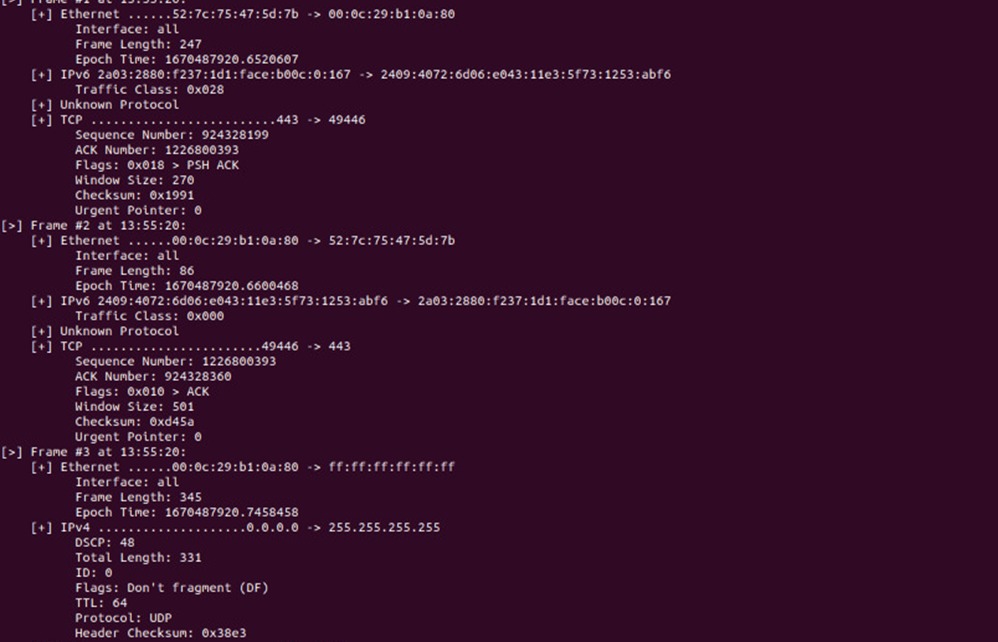 [>] Frame #1 at 13:55:20:
[+] Ethernet ......52:7c:75:47:5d:7b -> 00:0c:29:b1:0a:80
Interface: all
Frame Length: 247
Epoch Time: 1670487920.6520607
[+] IPv6 2a03:2880:f237:1d1:face:b00c:0:167 -> 2409:4072:6d06:e043:11e3:5f73:1253:abf6
Traffic Class: 0x028
[+] Unknown Protocol
[+] TCP .........................443 -> 49446
Sequence Number: 924328199
ACK Number: 1226800393
Flags: 0x018 > PSH ACK
Window Size: 270
Checksum: 0x1991
Urgent Pointer: 0
[>] Frame #2 at 13:55:20:
[+] Ethernet ......00:0c:29:b1:0a:80 -> 52:7c:75:47:5d:7b
Interface: all
Frame Length: 86
Epoch Time: 1670487920.6600468
[+] IPv6 2409:4072:6d06:e043:11e3:5f73:1253:abf6 -> 2a03:2880:f237:1d1:face:b00c:0:167
Traffic Class: 0x000
[+] Unknown Protocol
[+] TCP .......................49446 -> 443
Sequence Number: 1226800393
ACK Number: 924328360
Flags: 0x010 > ACK
Window Size: 501
Checksum: 0xd45a
Urgent Pointer: 0
[>] Frame #3 at 13:55:20:
[+] Ethernet ......00:0c:29:b1:0a:80 -> ff:ff:ff:ff:ff:ff
Interface: all
Frame Length: 345
Epoch Time: 1670487920.7458458
[+] IPv4 ....................0.0.0.0 -> 255.255.255.255
DSCP: 48
Total Length: 331
ID: 0
Flags: Don't fragment (DF)
TTL: 64
Protocol: UDP
Header Checksum: 0x38e3